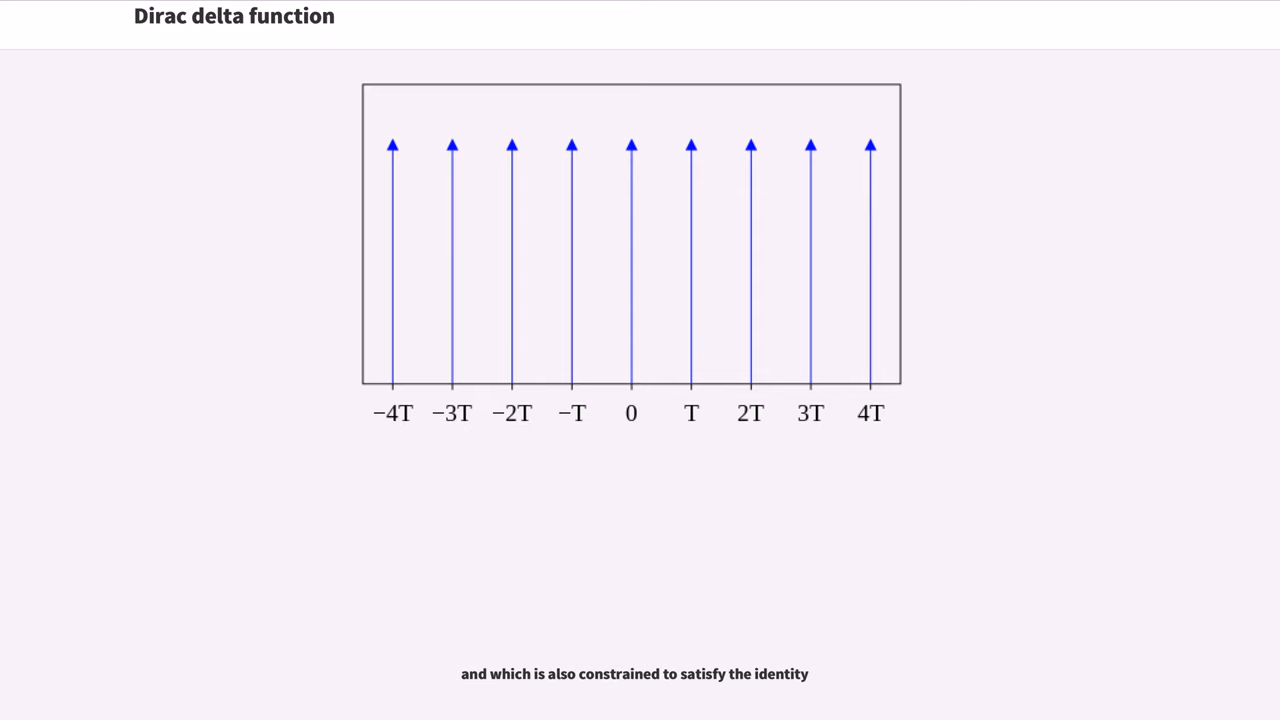 Dirac delta function
−4T −3T −2T −T 0 T 2T 3T 4T
and which is also constrained to satisfy the identity